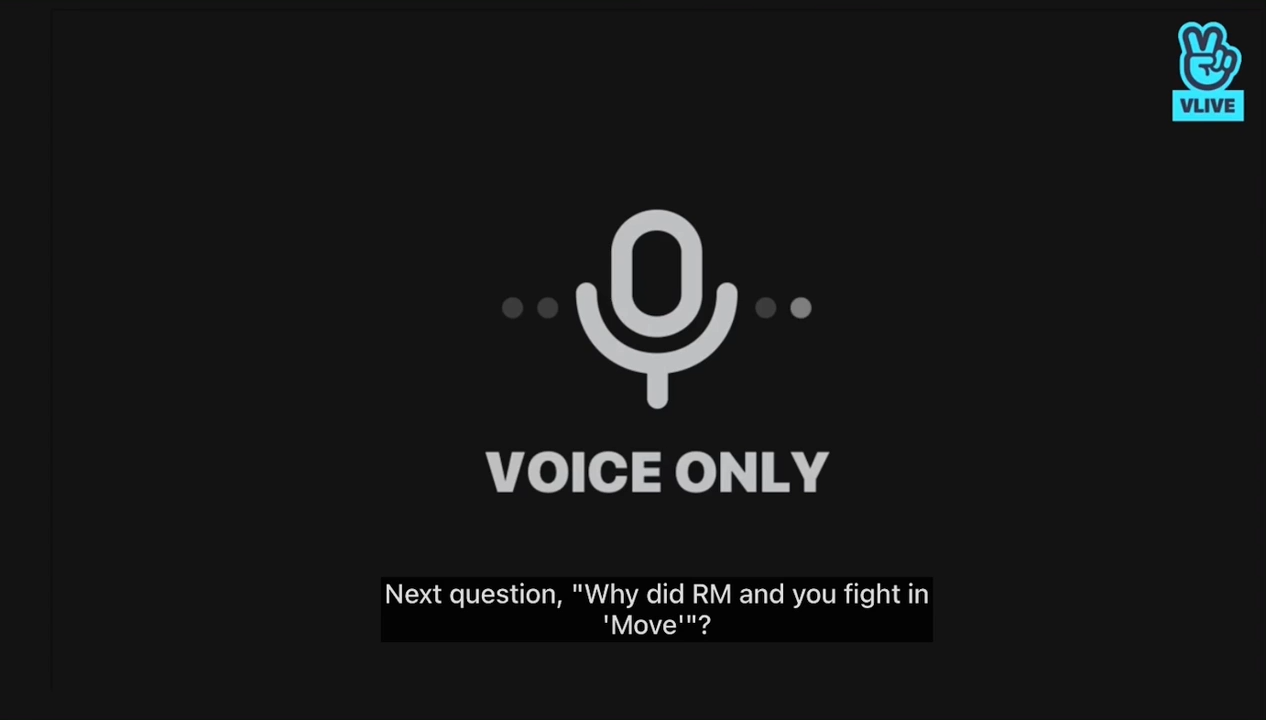 VLIVE
VOICE ONLY
Next question, "Why did RM and you fight in
'Move'"?